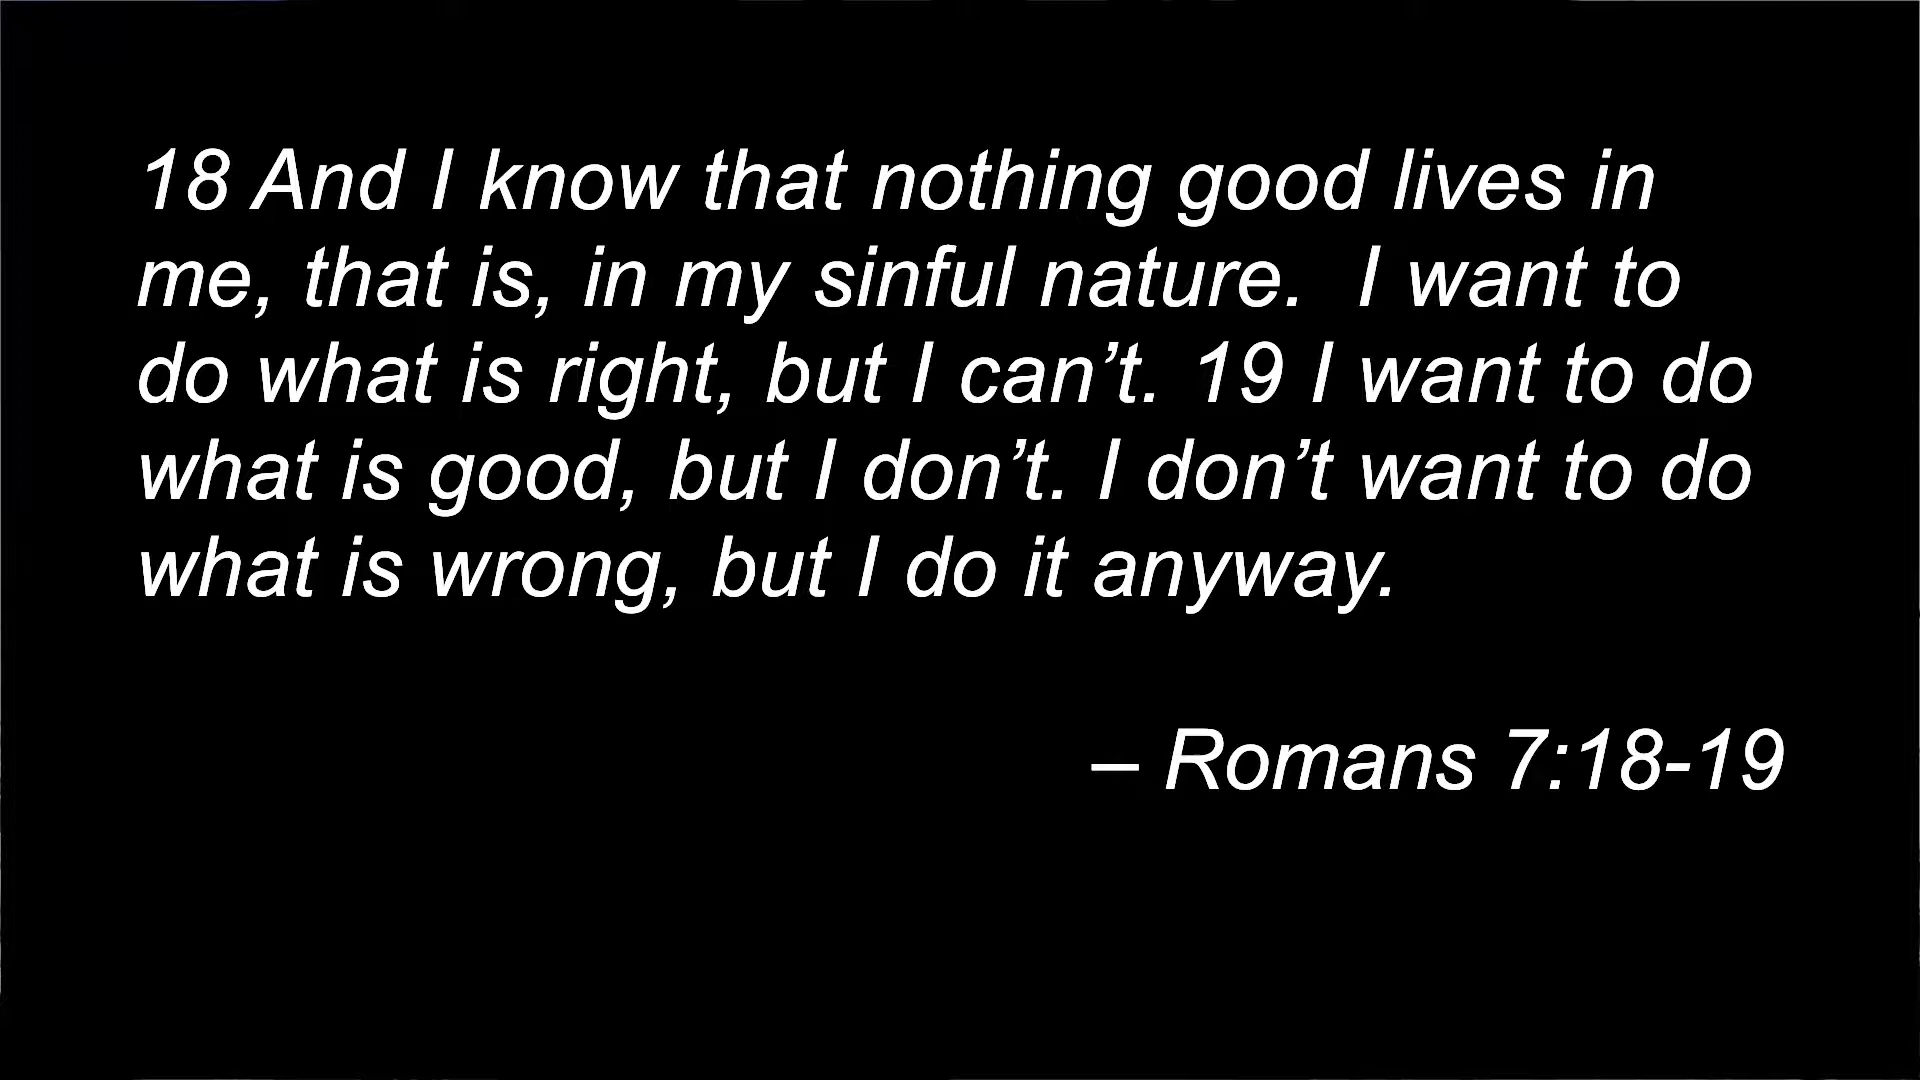 18 And I know that nothing good lives in
me, that is, in my sinful nature.  I want to
do what is right, but I can’t. 19 I want to do
what is good, but I don’t. I don’t want to do
what is wrong, but I do it anyway.
– Romans 7:18-19